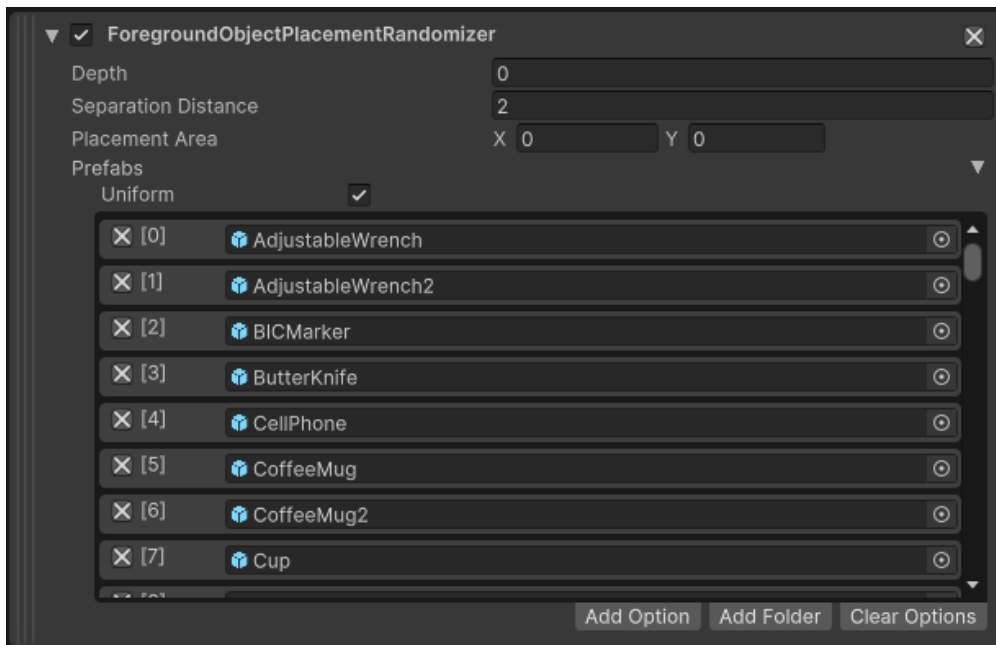 ForegroundObjectPlacementRandomizer
Depth 0
Separation Distance 2
Placement Area X 0 Y 0
Prefabs
Uniform
[0] AdjustableWrench
[1] AdjustableWrench2
[2] BICMarker
[3] ButterKnife
[4] CellPhone
[5] CoffeeMug
[6] CoffeeMug2
[7] Cup
Add Option Add Folder Clear Options